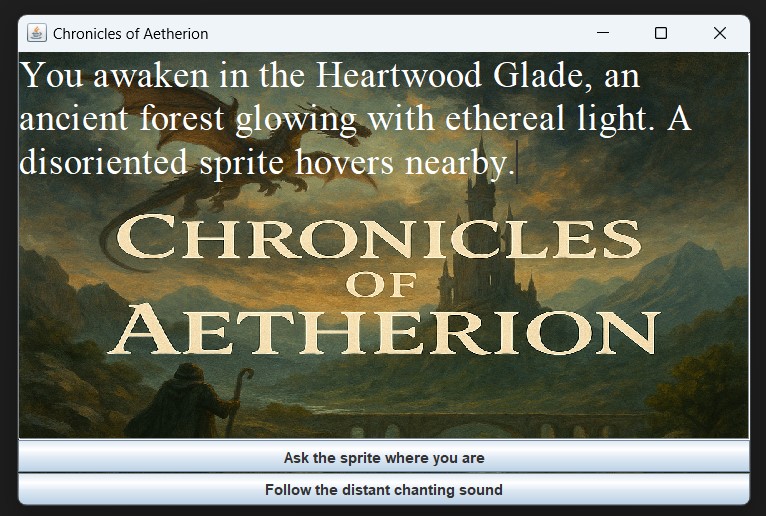 Chronicles of Aetherion
You awaken in the Heartwood Glade, an
ancient forest glowing with ethereal light. A
disoriented sprite hovers nearby.
CHRONICLES
OF
AETHERION
Ask the sprite where you are
Follow the distant chanting sound